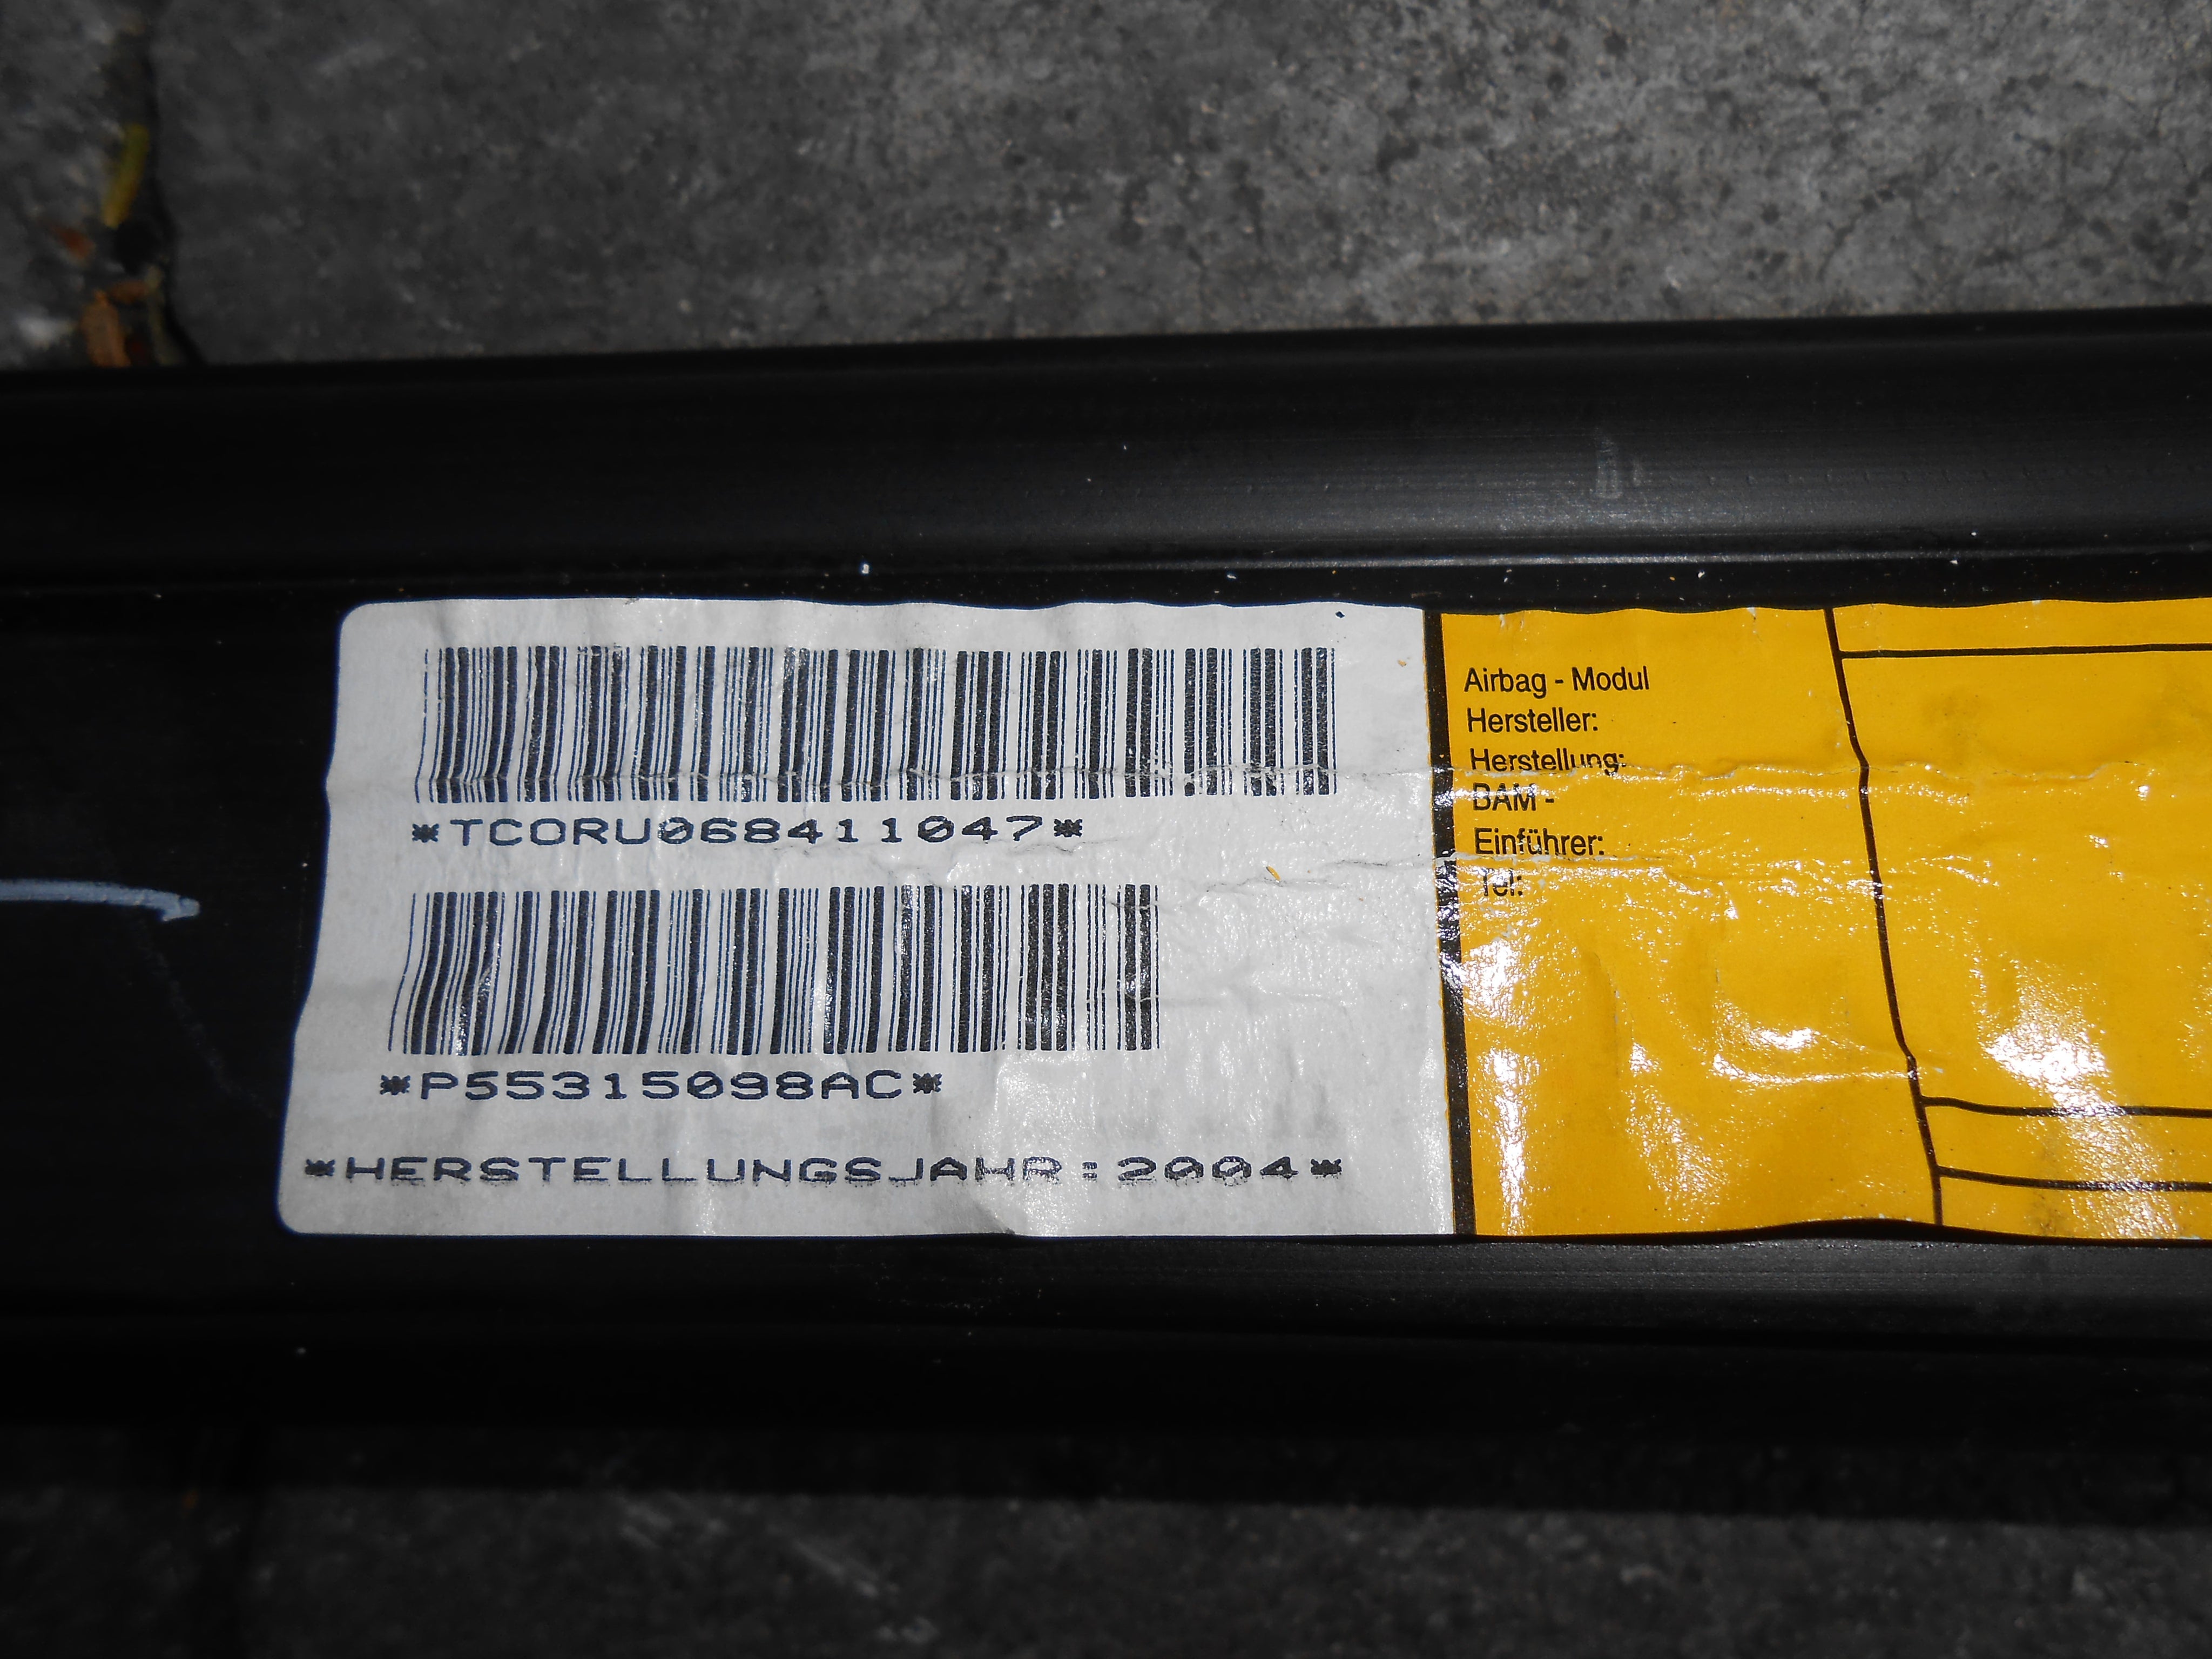 *TCORU068411047*
*P55315098AC*
*HERSTELLUNGSJAHR:2004*
Airbag - Modul
Hersteller:
Herstellung:
BAM -
Einführer:
Tel: